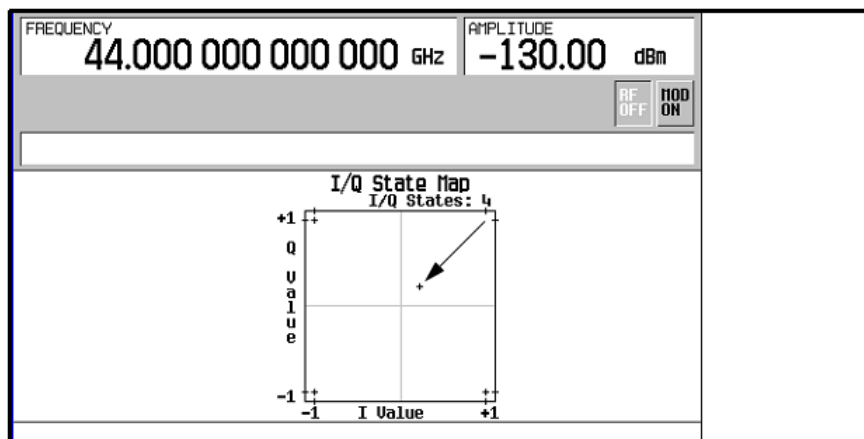 FREQUENCY
44.000 000 000 000 GHz
AMPLITUDE
-130.00 dBm
RF OFF
MOD ON
I/Q State Map
I/Q States: 4
+1
Q Value
-1
-1 I Value +1